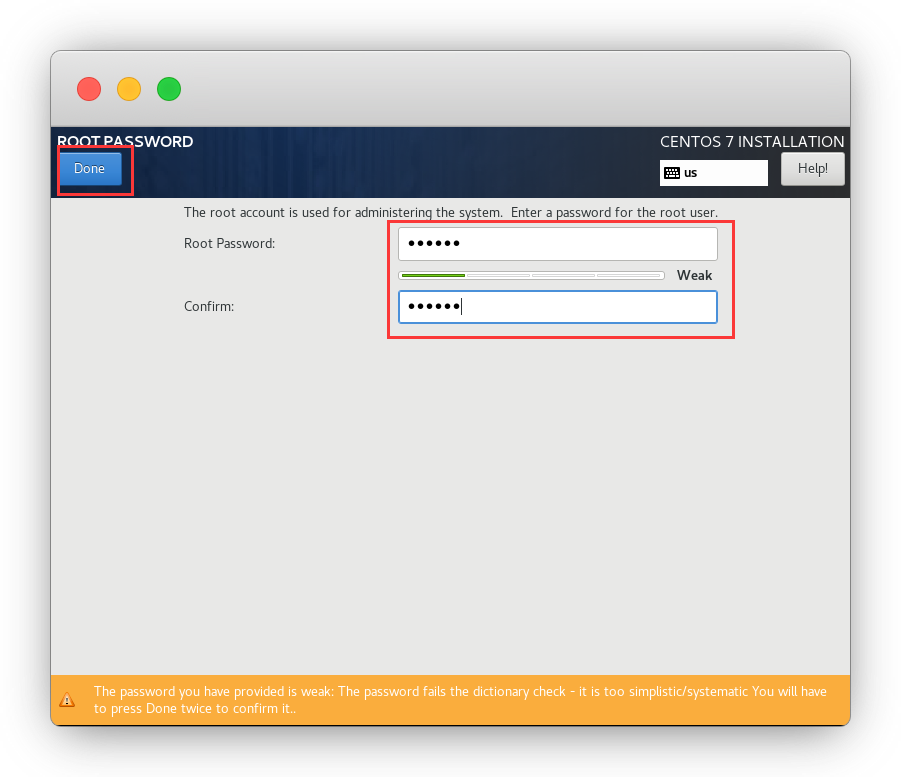 ROOT PASSWORD
CENTOS 7 INSTALLATION
Done
us
Help!
The root account is used for administering the system.  Enter a password for the root user.
Root Password:
••••••
Weak
Confirm:
••••••
The password you have provided is weak: The password fails the dictionary check - it is too simplistic/systematic You will have
to press Done twice to confirm it..